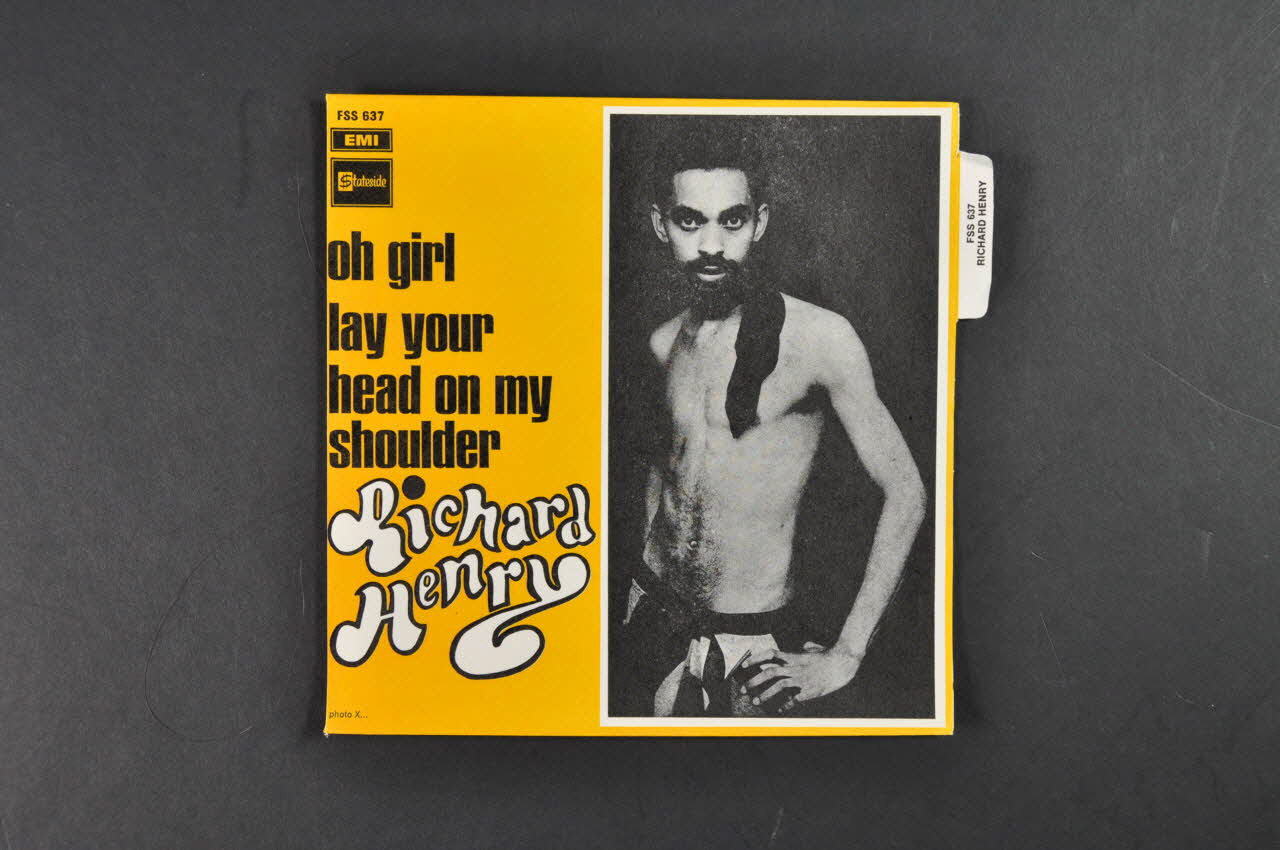 FSS 637
EMI
Stateside
oh girl
lay your
head on my
shoulder
Richard
Henry
photo X...
FSS 637
RICHARD HENRY